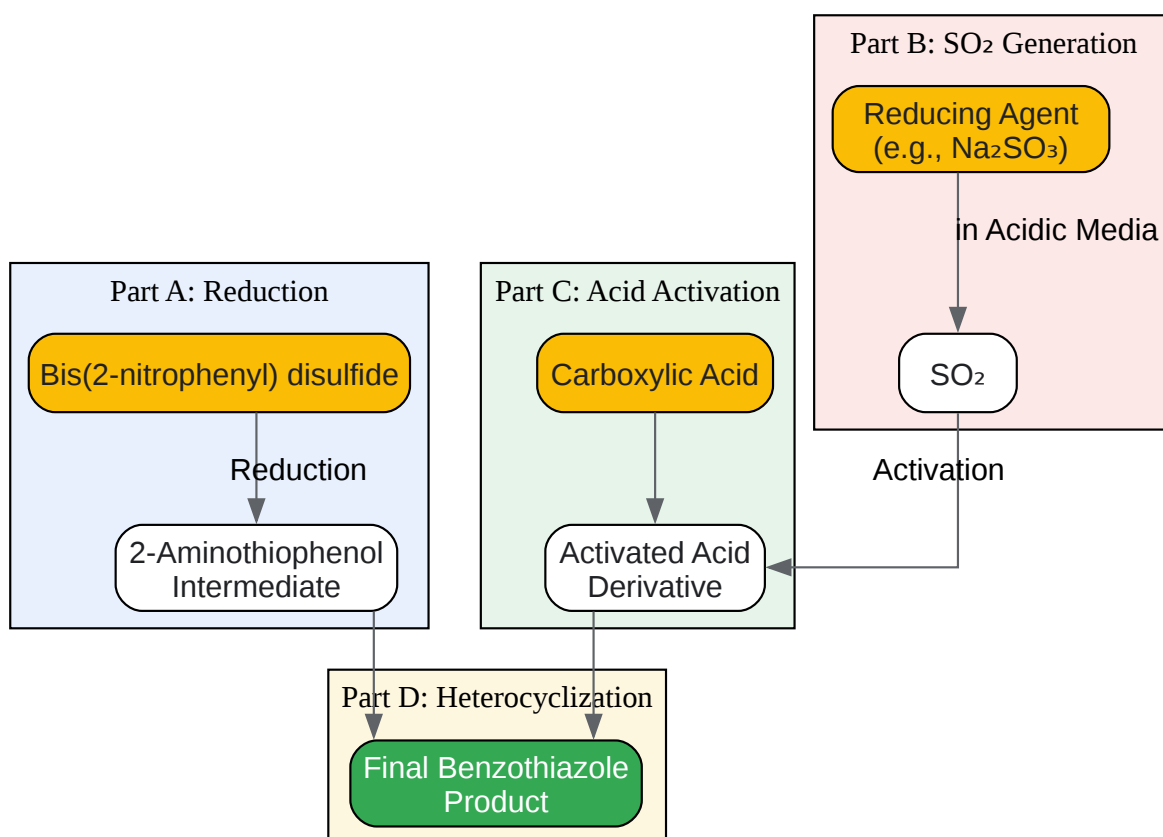 Part B: SO₂ Generation
Reducing Agent
(e.g., Na₂SO₃)
in Acidic Media
SO₂
Activation
Part A: Reduction
Bis(2-nitrophenyl) disulfide
Reduction
2-Aminothiophenol
Intermediate
Part C: Acid Activation
Carboxylic Acid
Activated Acid
Derivative
Part D: Heterocyclization
Final Benzothiazole
Product